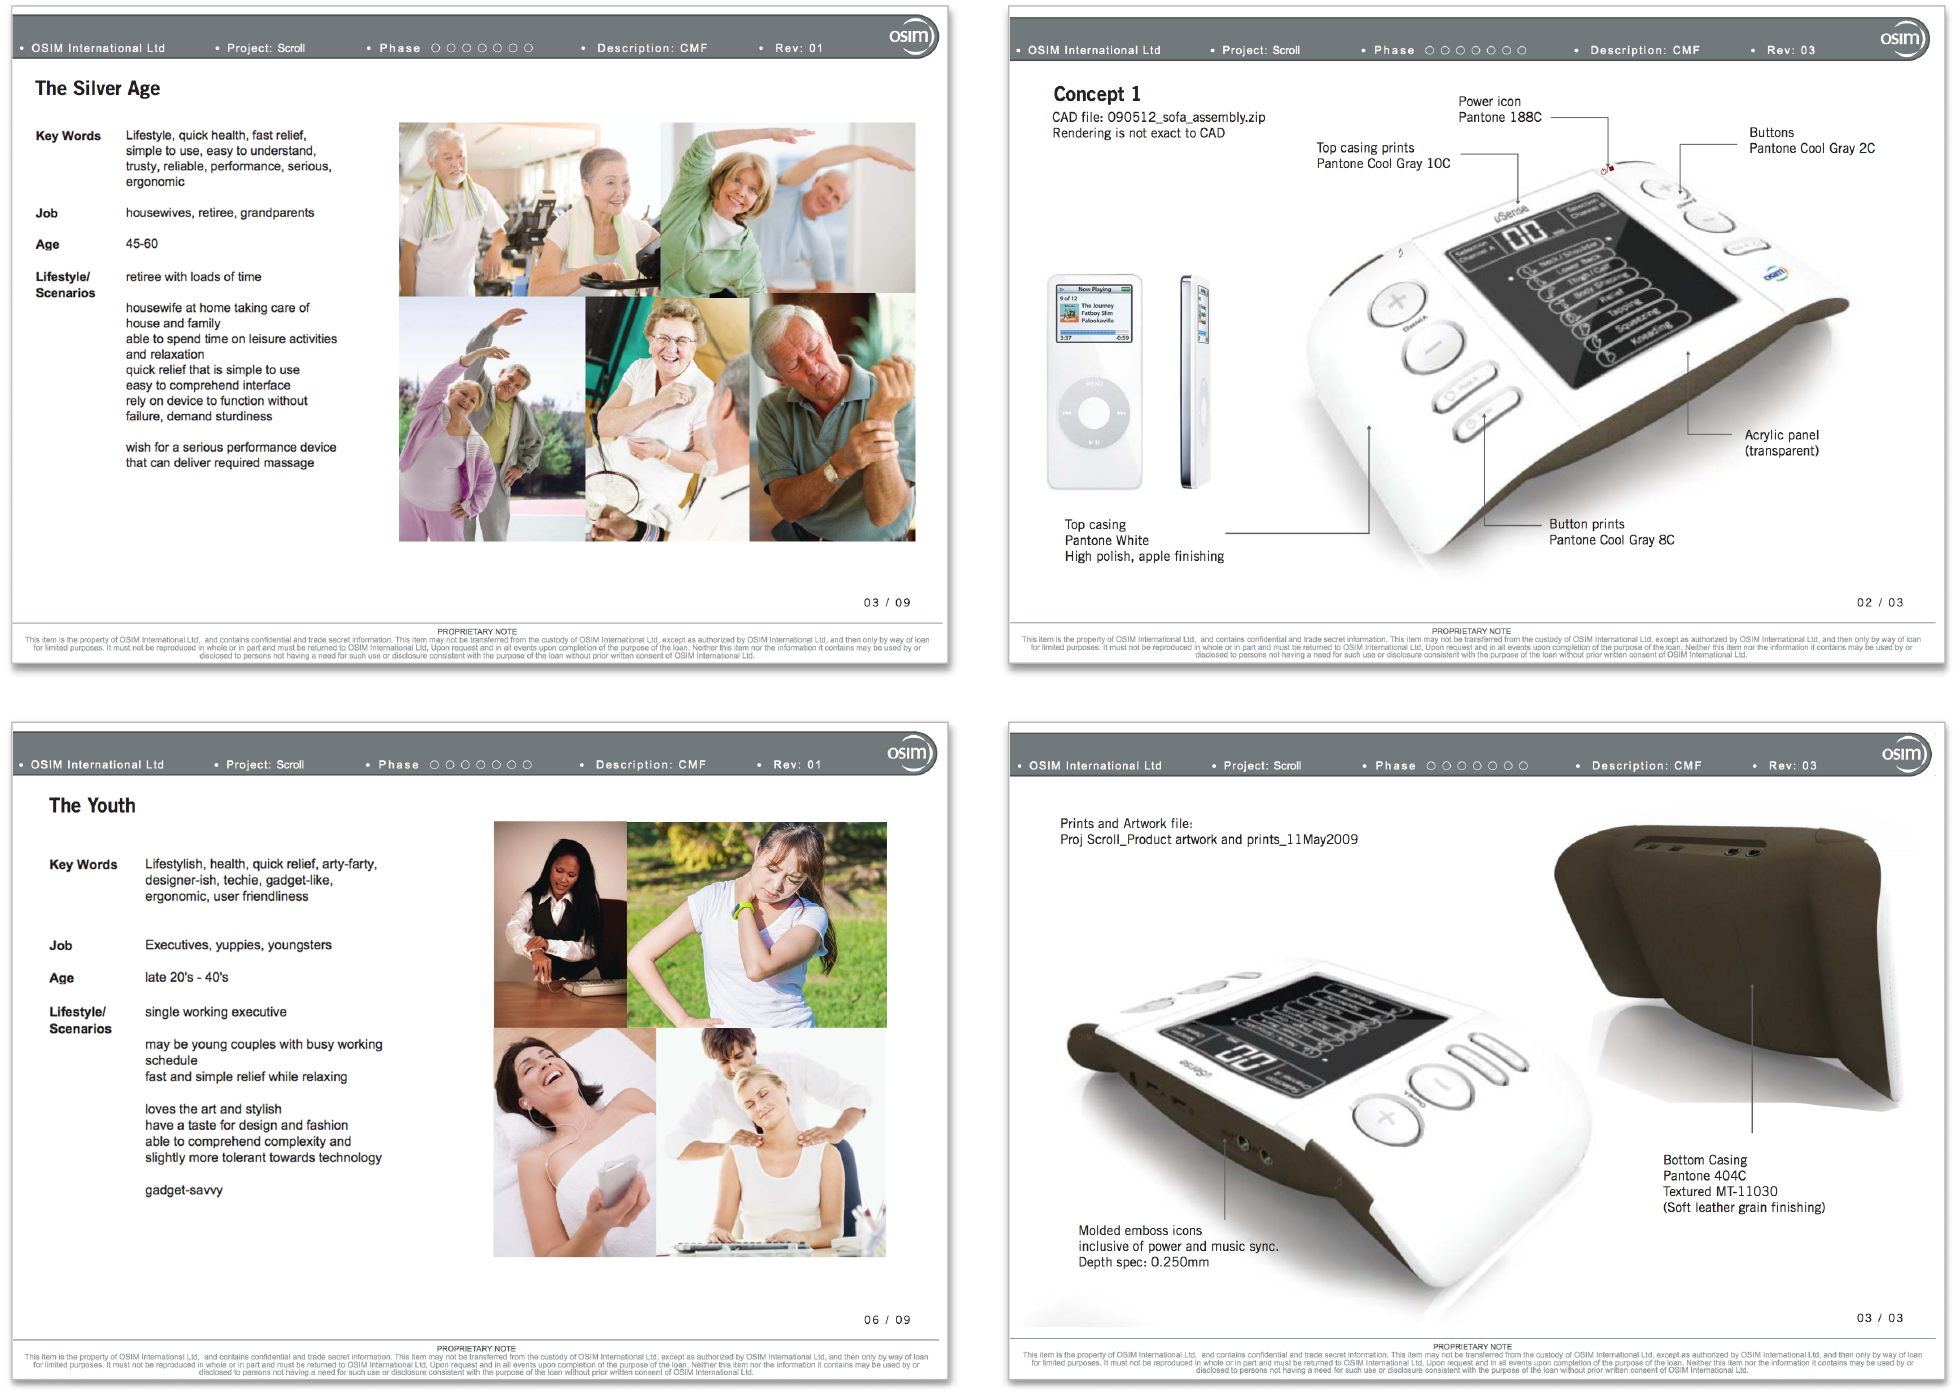 • OSIM International Ltd • Project: Scroll • Phase ○ ○ ○ ○ ○ ○ ○ • Description: CMF • Rev: 01
osim
The Silver Age
Key Words Lifestyle, quick health, fast relief,
simple to use, easy to understand,
trusty, reliable, performance, serious,
ergonomic
Job housewives, retiree, grandparents
Age 45-60
Lifestyle/ retiree with loads of time
Scenarios
housewife at home taking care of
house and family
able to spend time on leisure activities
and relaxation
quick relief that is simple to use
easy to comprehend interface
rely on device to function without
failure, demand sturdiness
wish for a serious performance device
that can deliver required massage
03 / 09
PROPRIETARY NOTE
This item is the property of OSIM International Ltd, and contains confidential and trade secret information. This item may not be transferred from the custody of OSIM International Ltd, except as authorized by OSIM International Ltd, and then only by way of loan
for limited purposes. It must not be reproduced in whole or in part and must be returned to OSIM International Ltd, Upon request and in all events upon completion of the purpose of the loan. Neither this item nor the information it contains may be used by or
disclosed to persons not having a need for such use or disclosure consistent with the purpose of the loan without prior written consent of OSIM International Ltd.
• OSIM International Ltd • Project: Scroll • Phase ○ ○ ○ ○ ○ ○ ○ • Description: CMF • Rev: 03
osim
Concept 1
CAD file: 090512_sofa_assembly.zip
Rendering is not exact to CAD
Power icon
Pantone 188C
Top casing prints
Pantone Cool Gray 10C
Buttons
Pantone Cool Gray 2C
uSense
Selection
Channel A
00
Selection
Channel B
Neck / Shoulder
Lower Back
Thigh / Calf
Body Shaping
Relief
Tapping
Squeezing
Kneading
Channel A
osim
Now Playing
9 of 12
The Journey
Fatboy Slim
Palookaville
3:37 -0:59
MENU
Acrylic panel
(transparent)
Top casing
Pantone White
High polish, apple finishing
Button prints
Pantone Cool Gray 8C
02 / 03
PROPRIETARY NOTE
This item is the property of OSIM International Ltd, and contains confidential and trade secret information. This item may not be transferred from the custody of OSIM International Ltd, except as authorized by OSIM International Ltd, and then only by way of loan
for limited purposes. It must not be reproduced in whole or in part and must be returned to OSIM International Ltd, Upon request and in all events upon completion of the purpose of the loan. Neither this item nor the information it contains may be used by or
disclosed to persons not having a need for such use or disclosure consistent with the purpose of the loan without prior written consent of OSIM International Ltd.
• OSIM International Ltd • Project: Scroll • Phase ○ ○ ○ ○ ○ ○ ○ • Description: CMF • Rev: 01
osim
The Youth
Key Words Lifestylish, health, quick relief, arty-farty,
designer-ish, techie, gadget-like,
ergonomic, user friendliness
Job Executives, yuppies, youngsters
Age late 20's - 40's
Lifestyle/ single working executive
Scenarios
may be young couples with busy working
schedule
fast and simple relief while relaxing
loves the art and stylish
have a taste for design and fashion
able to comprehend complexity and
slightly more tolerant towards technology
gadget-savvy
06 / 09
PROPRIETARY NOTE
This item is the property of OSIM International Ltd, and contains confidential and trade secret information. This item may not be transferred from the custody of OSIM International Ltd, except as authorized by OSIM International Ltd, and then only by way of loan
for limited purposes. It must not be reproduced in whole or in part and must be returned to OSIM International Ltd, Upon request and in all events upon completion of the purpose of the loan. Neither this item nor the information it contains may be used by or
disclosed to persons not having a need for such use or disclosure consistent with the purpose of the loan without prior written consent of OSIM International Ltd.
• OSIM International Ltd • Project: Scroll • Phase ○ ○ ○ ○ ○ ○ ○ • Description: CMF • Rev: 03
osim
Prints and Artwork file:
Proj Scroll_Product artwork and prints_11May2009
00
uSense
Bottom Casing
Pantone 404C
Textured MT-11030
(Soft leather grain finishing)
Molded emboss icons
inclusive of power and music sync.
Depth spec: 0.250mm
03 / 03
PROPRIETARY NOTE
This item is the property of OSIM International Ltd, and contains confidential and trade secret information. This item may not be transferred from the custody of OSIM International Ltd, except as authorized by OSIM International Ltd, and then only by way of loan
for limited purposes. It must not be reproduced in whole or in part and must be returned to OSIM International Ltd, Upon request and in all events upon completion of the purpose of the loan. Neither this item nor the information it contains may be used by or
disclosed to persons not having a need for such use or disclosure consistent with the purpose of the loan without prior written consent of OSIM International Ltd.